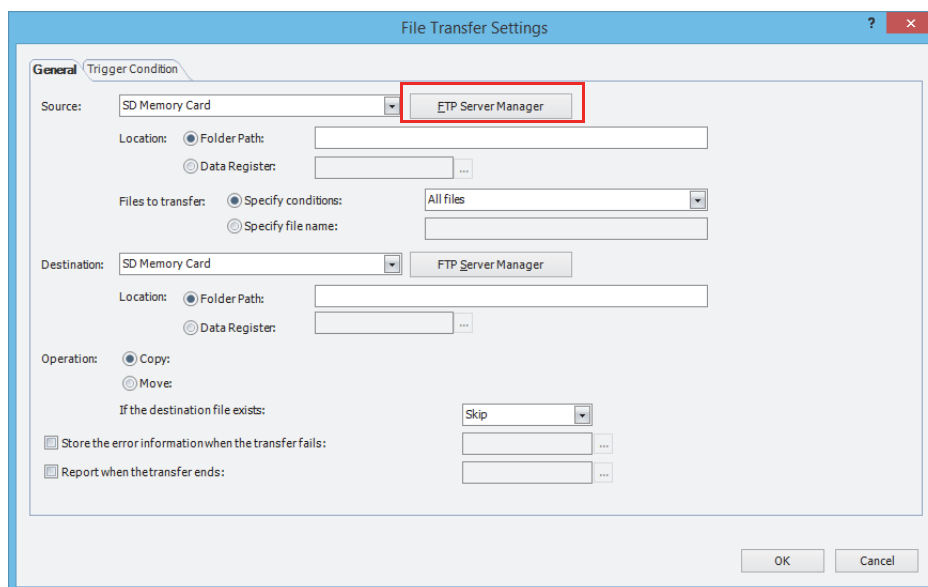 File Transfer Settings
? ×
General Trigger Condition
Source: SD Memory Card FTP Server Manager
Location: Folder Path:
Data Register: ...
Files to transfer: Specify conditions: All files
Specify file name:
Destination: SD Memory Card FTP Server Manager
Location: Folder Path:
Data Register: ...
Operation: Copy:
Move:
If the destination file exists: Skip
Store the error information when the transfer fails: ...
Report when the transfer ends: ...
OK Cancel